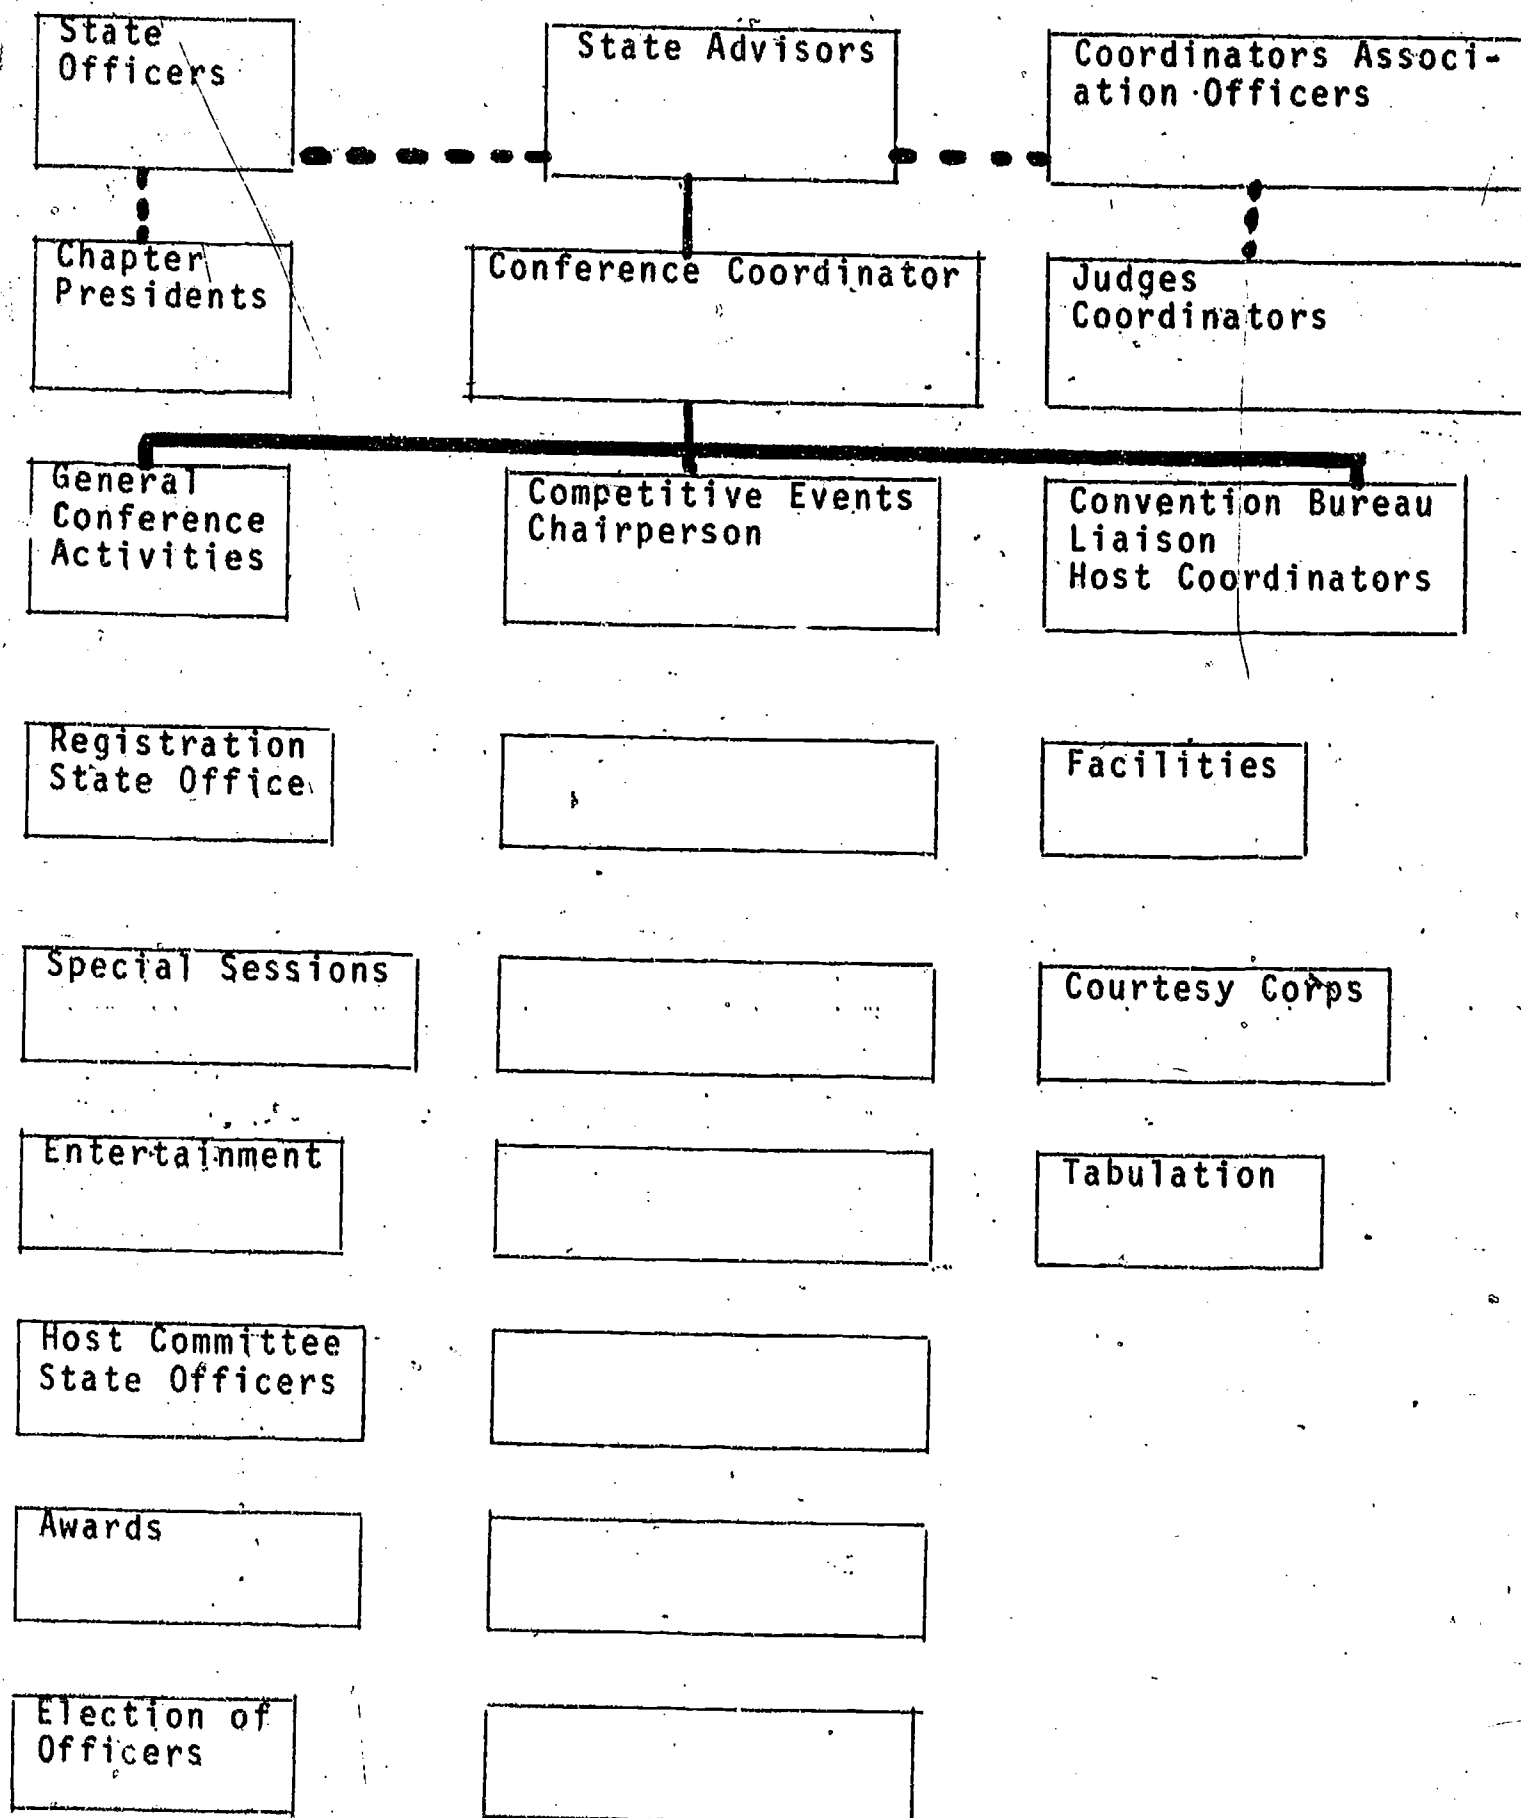 State
Officers
State Advisors
Coordinators Associ-
ation Officers
Chapter
Presidents
Conference Coordinator
Judges
Coordinators
General
Conference
Activities
Competitive Events
Chairperson
Convention Bureau
Liaison
Host Coordinators
Registration
State Office
Facilities
Special Sessions
Courtesy Corps
Entertainment
Tabulation
Host Committee
State Officers
Awards
Election of
Officers